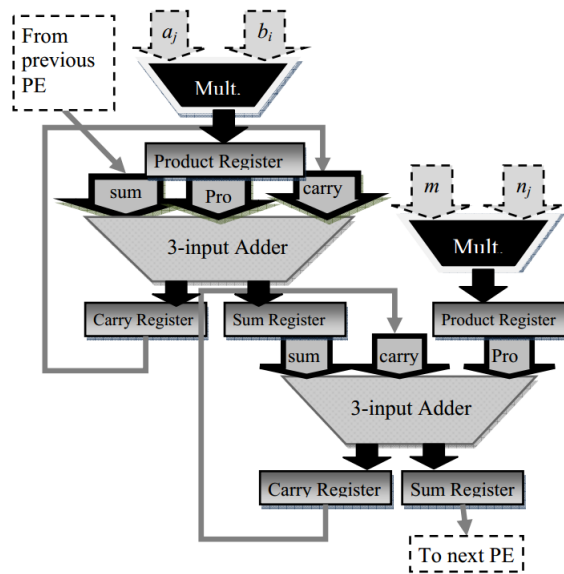 From
previous
PE
a_j
b_i
Mult.
Product Register
sum
Pro
carry
3-input Adder
m
n_j
Mult.
Carry Register
Sum Register
Product Register
sum
carry
Pro
3-input Adder
Carry Register
Sum Register
To next PE